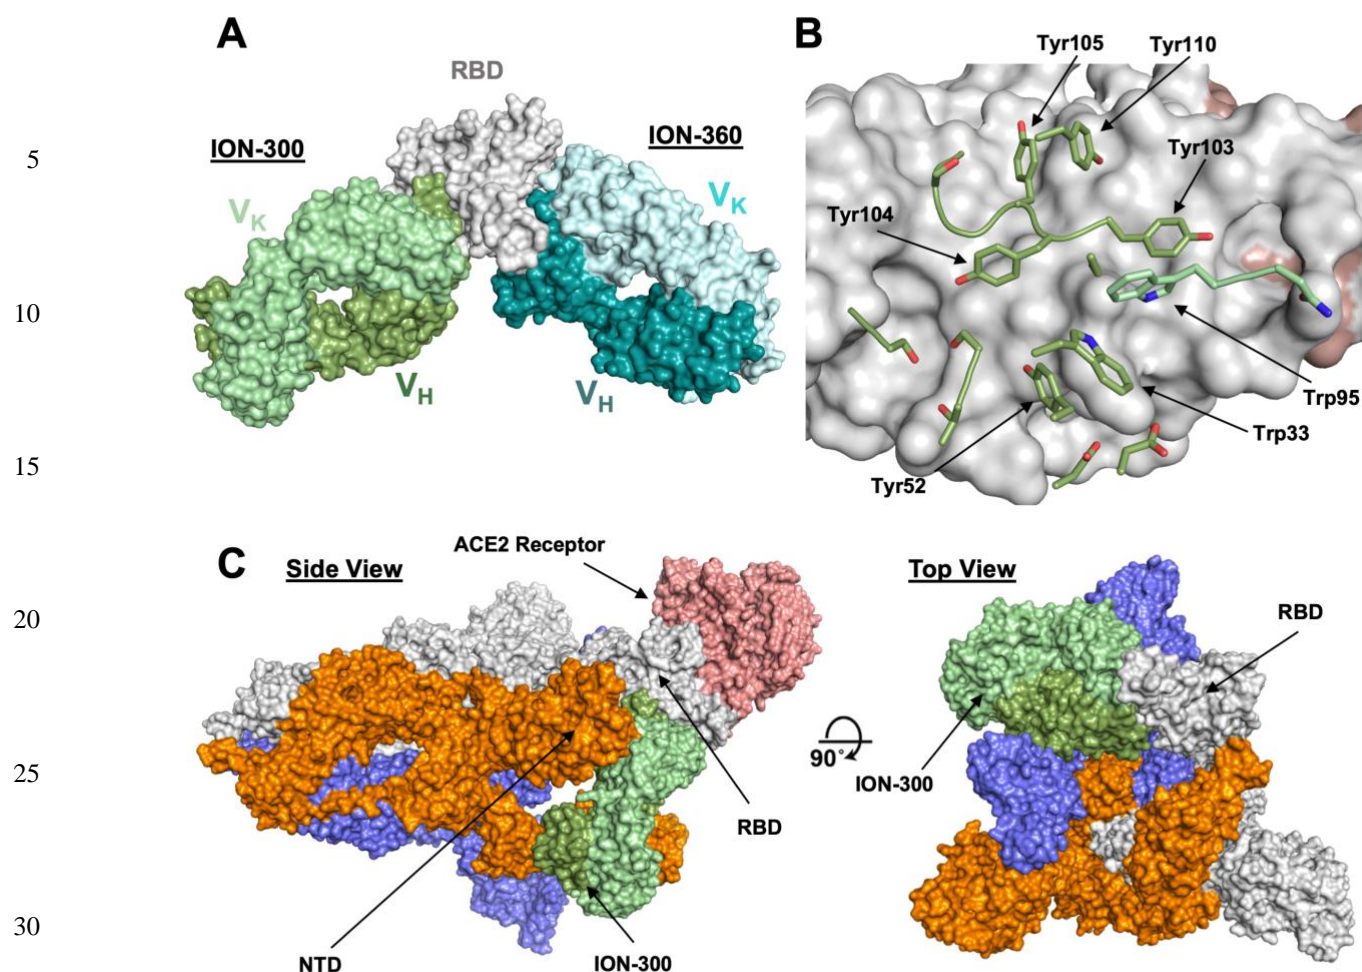 A
B
Tyr105
Tyr110
RBD
ION-300
ION-360
5
Tyr103
VK
VK
Tyr104
10
VH
VH
Trp95
Trp33
15
Tyr52
C
Side View
ACE2 Receptor
Top View
20
RBD
25
90°
ION-300
RBD
30
NTD
ION-300